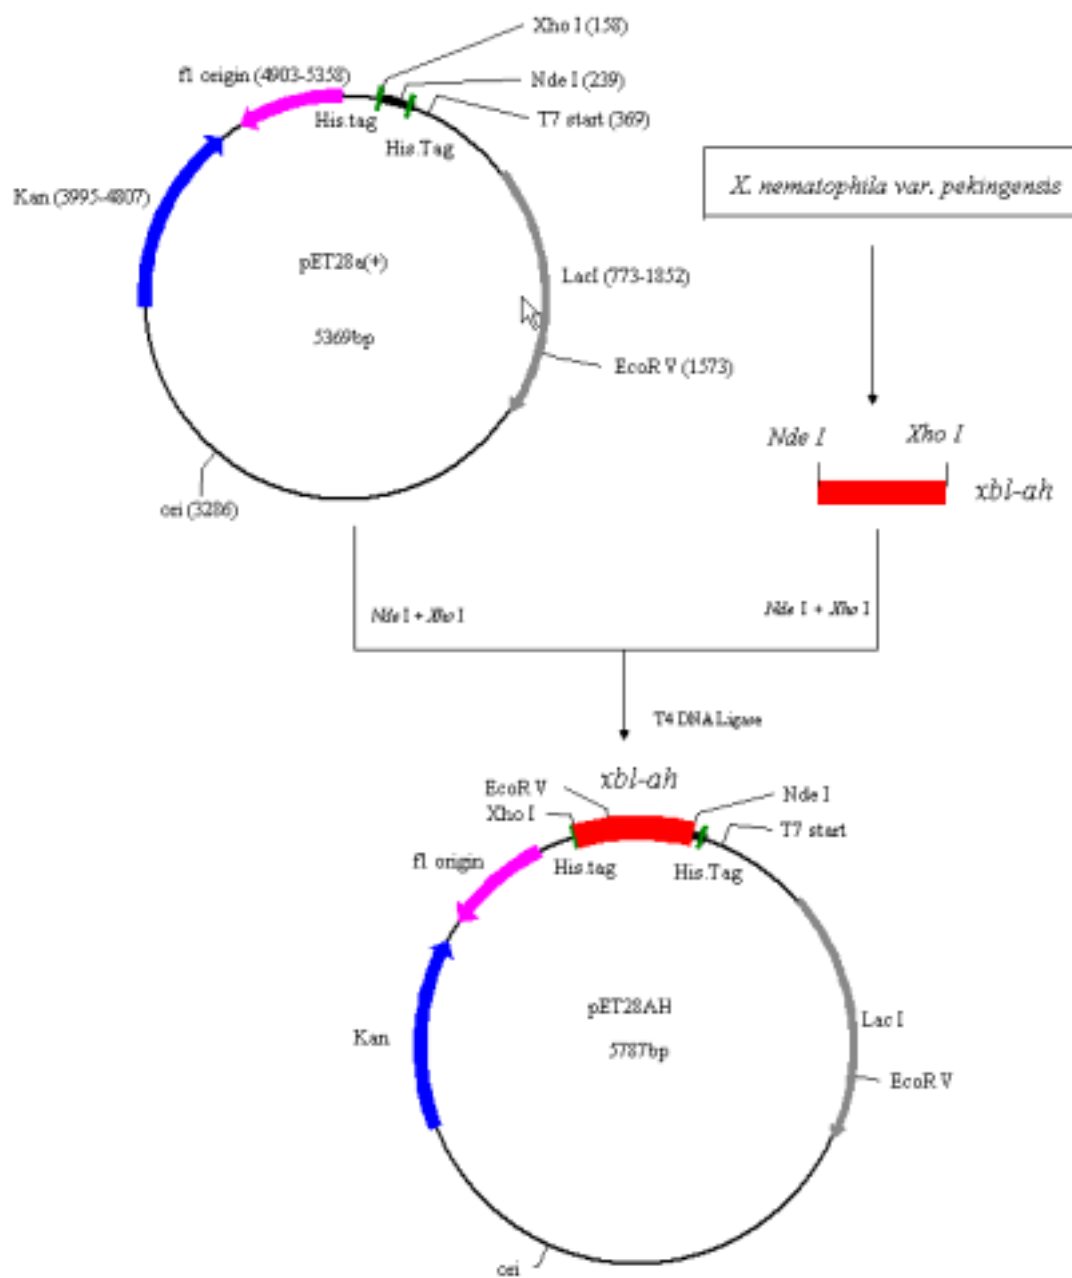 Xho I (158)
f1 origin (4903-5358)
Nde I (239)
His.tag
T7 start (369)
His.Tag
Kan (3995-4807)
X. nematophila var. pekingensis
pET28a(+)
LacI (773-1852)
5369bp
EcoR V (1573)
Nde I
Xho I
xbl-ah
ori (3286)
Nde I + Xho I
Nde I + Xho I
T4 DNA Ligase
xbl-ah
EcoR V
Nde I
Xho I
T7 start
f1 origin
His.tag
His.Tag
pET28AH
Lac I
Kan
5787bp
EcoR V
ori